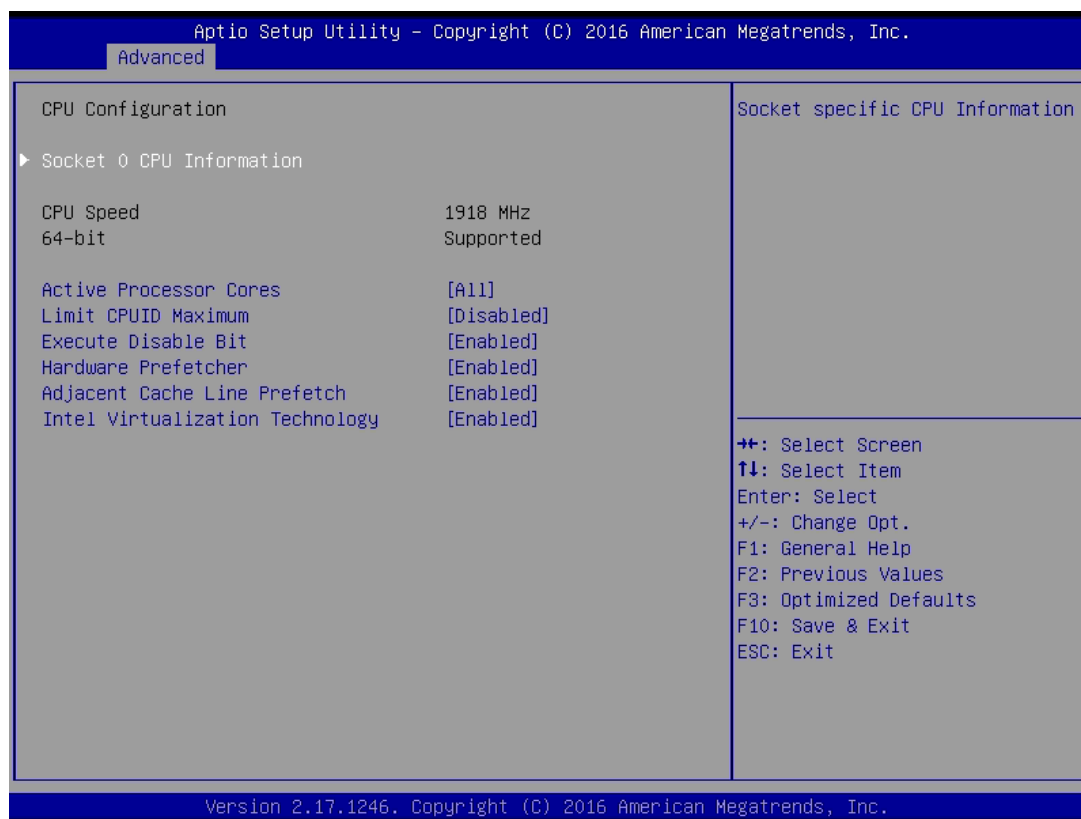 Aptio Setup Utility – Copyright (C) 2016 American Megatrends, Inc.
Advanced
CPU Configuration
Socket 0 CPU Information
CPU Speed 1918 MHz
64-bit Supported
Active Processor Cores [All]
Limit CPUID Maximum [Disabled]
Execute Disable Bit [Enabled]
Hardware Prefetcher [Enabled]
Adjacent Cache Line Prefetch [Enabled]
Intel Virtualization Technology [Enabled]
Socket specific CPU Information
→←: Select Screen
↑↓: Select Item
Enter: Select
+/-: Change Opt.
F1: General Help
F2: Previous Values
F3: Optimized Defaults
F10: Save & Exit
ESC: Exit
Version 2.17.1246. Copyright (C) 2016 American Megatrends, Inc.